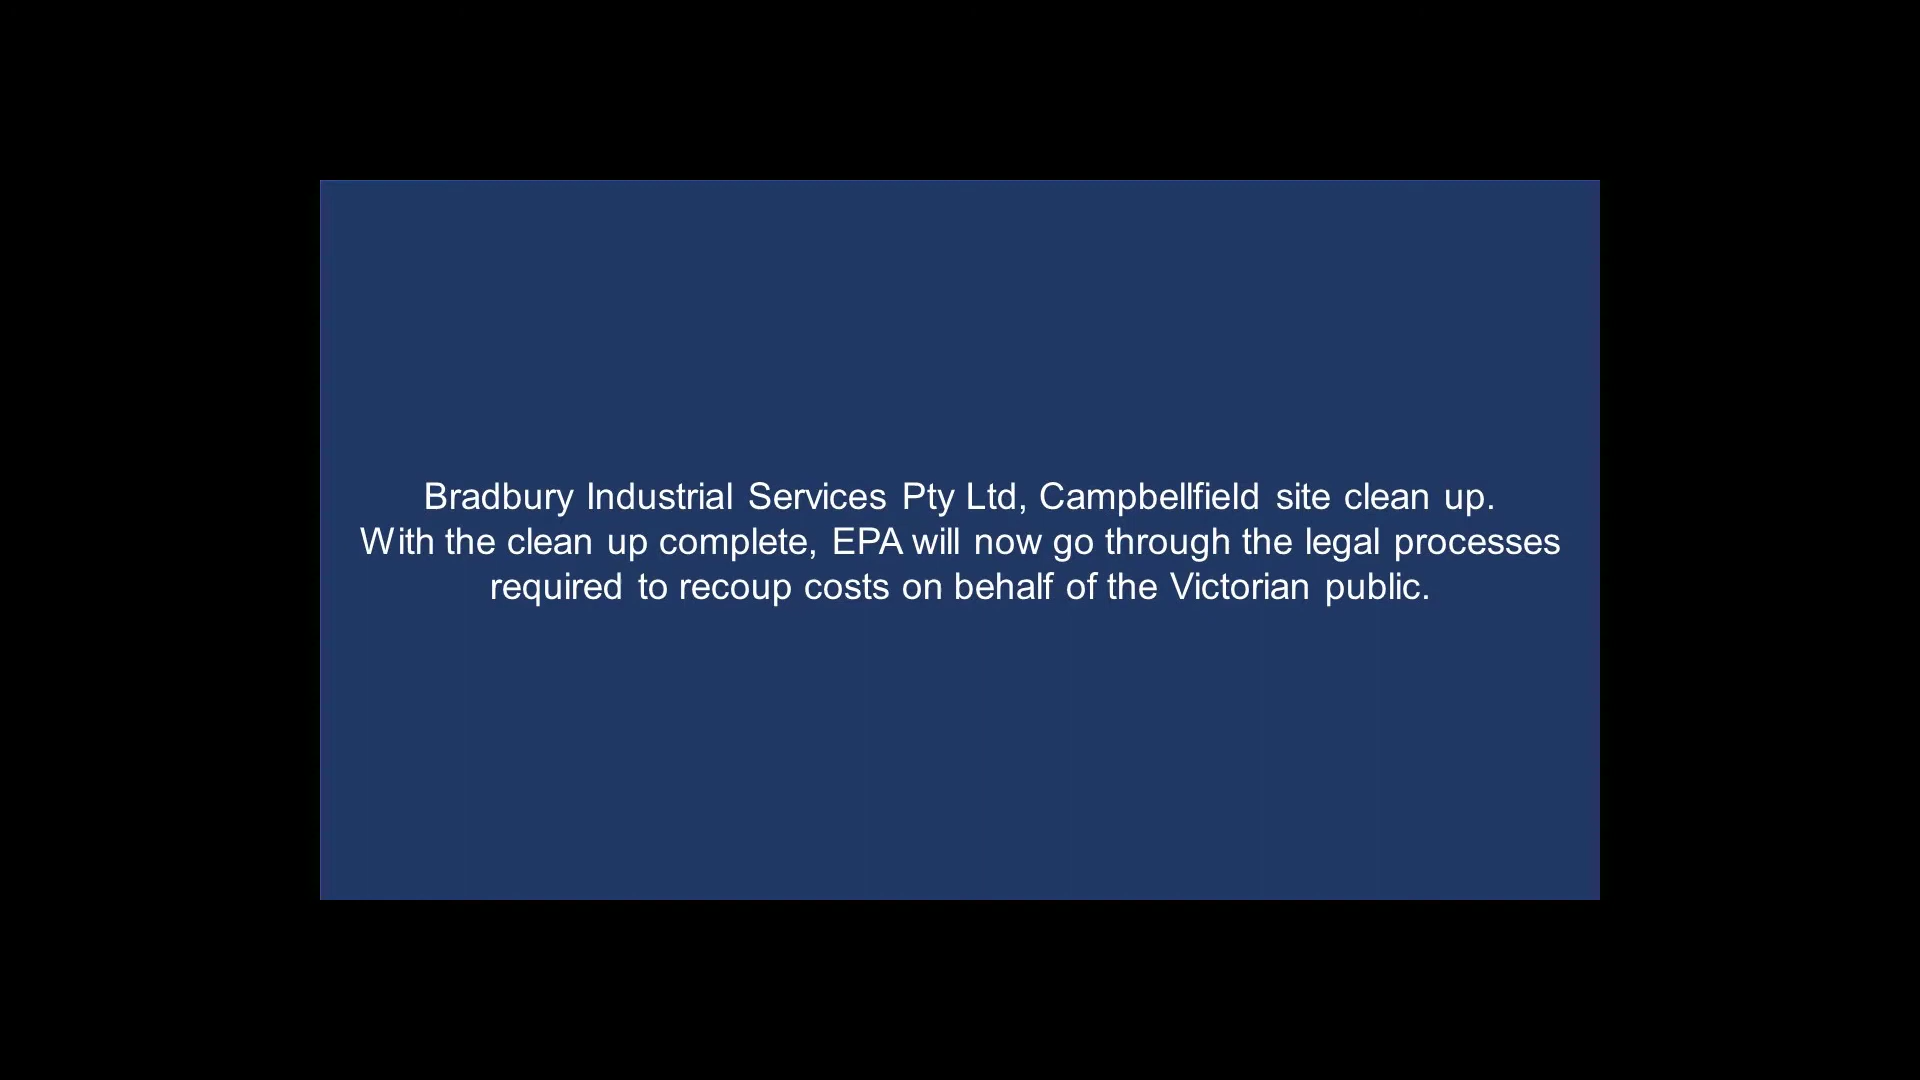 Bradbury Industrial Services Pty Ltd, Campbellfield site clean up.
With the clean up complete, EPA will now go through the legal processes
required to recoup costs on behalf of the Victorian public.